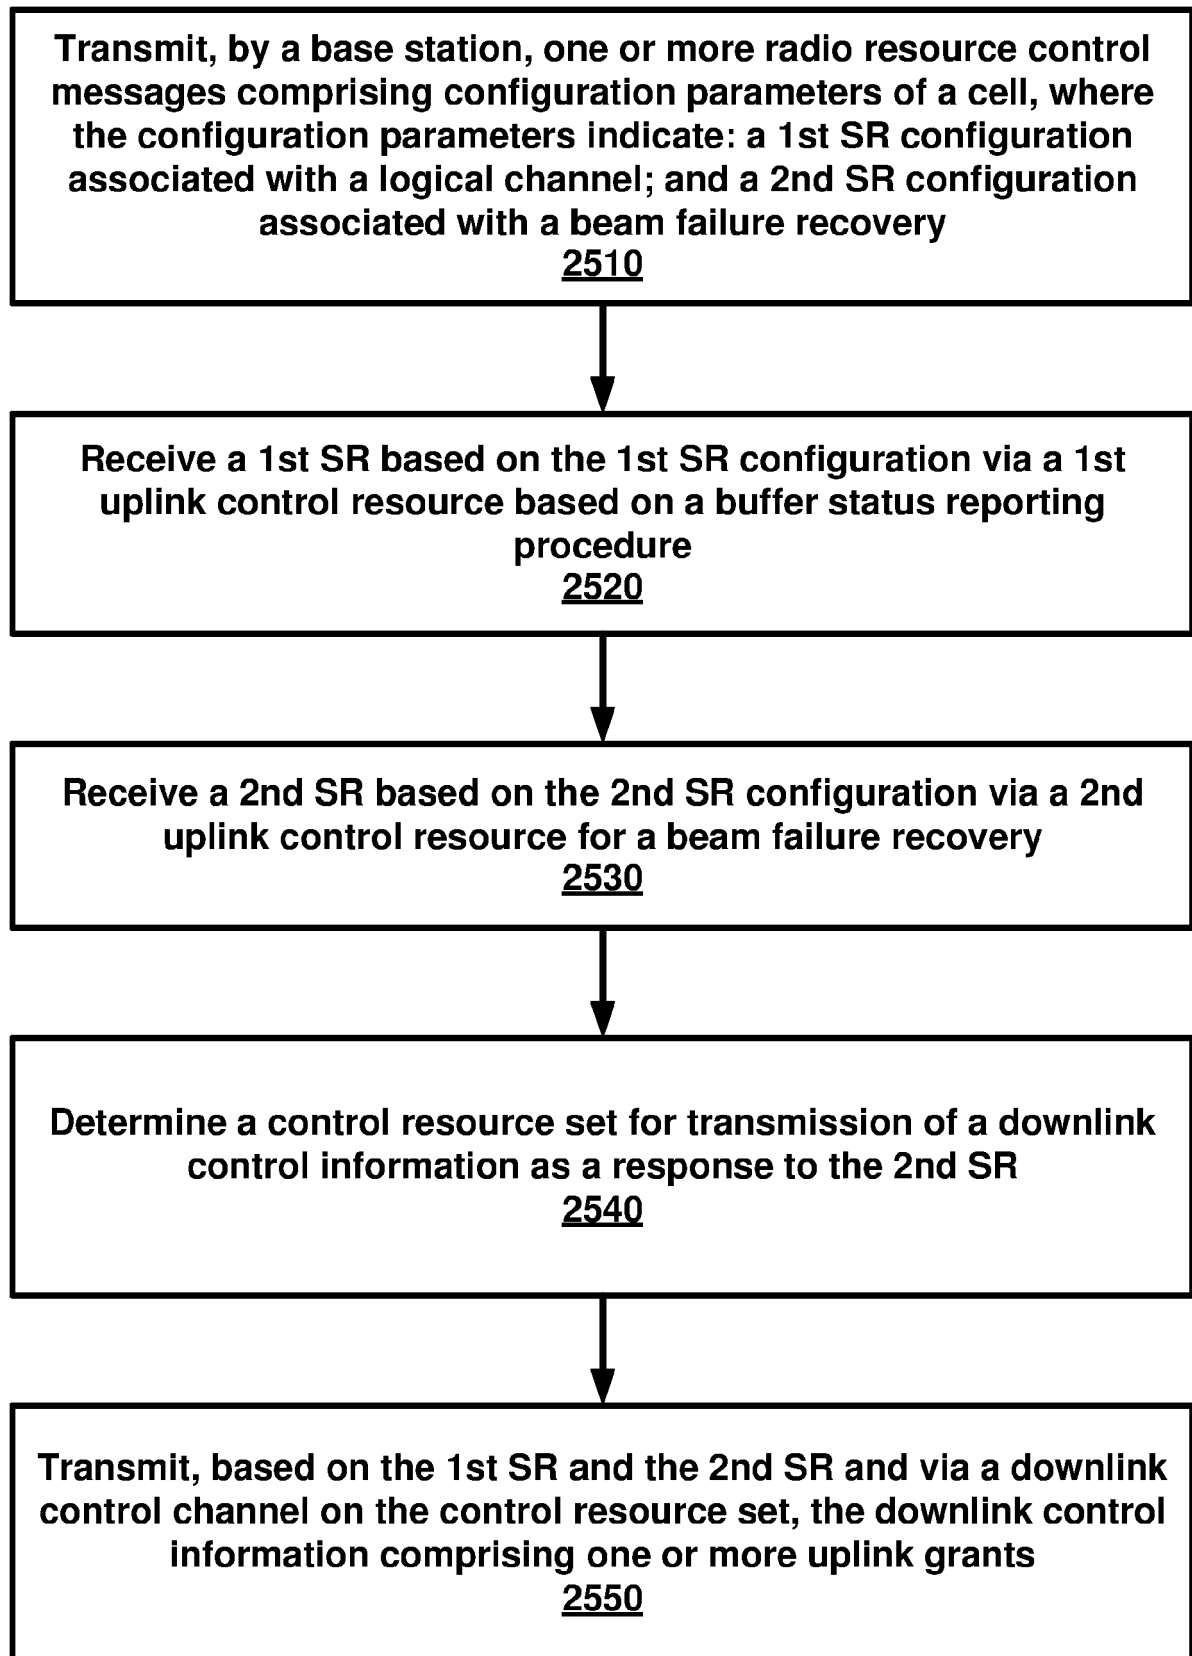 Transmit, by a base station, one or more radio resource control
messages comprising configuration parameters of a cell, where
the configuration parameters indicate: a 1st SR configuration
associated with a logical channel; and a 2nd SR configuration
associated with a beam failure recovery
2510
Receive a 1st SR based on the 1st SR configuration via a 1st
uplink control resource based on a buffer status reporting
procedure
2520
Receive a 2nd SR based on the 2nd SR configuration via a 2nd
uplink control resource for a beam failure recovery
2530
Determine a control resource set for transmission of a downlink
control information as a response to the 2nd SR
2540
Transmit, based on the 1st SR and the 2nd SR and via a downlink
control channel on the control resource set, the downlink control
information comprising one or more uplink grants
2550